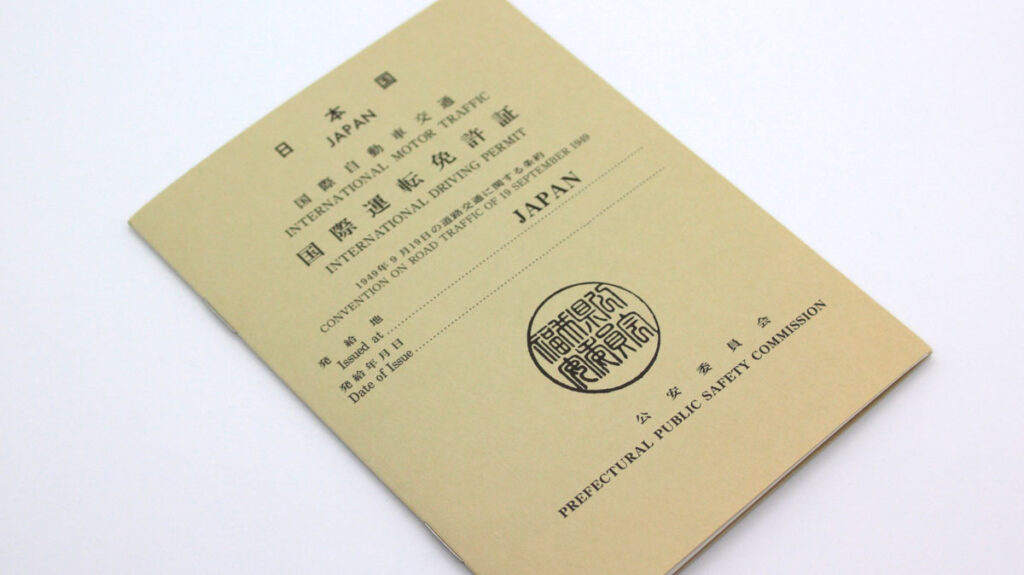 日本国
JAPAN
国際自動車交通
INTERNATIONAL MOTOR TRAFFIC
国際運転免許証
INTERNATIONAL DRIVING PERMIT
1949年9月19日の道路交通に関する条約
CONVENTION ON ROAD TRAFFIC OF 19 SEPTEMBER 1949
発給地
Issued at JAPAN
発給年月日
Date of Issue
公安委員会
PREFECTURAL PUBLIC SAFETY COMMISSION